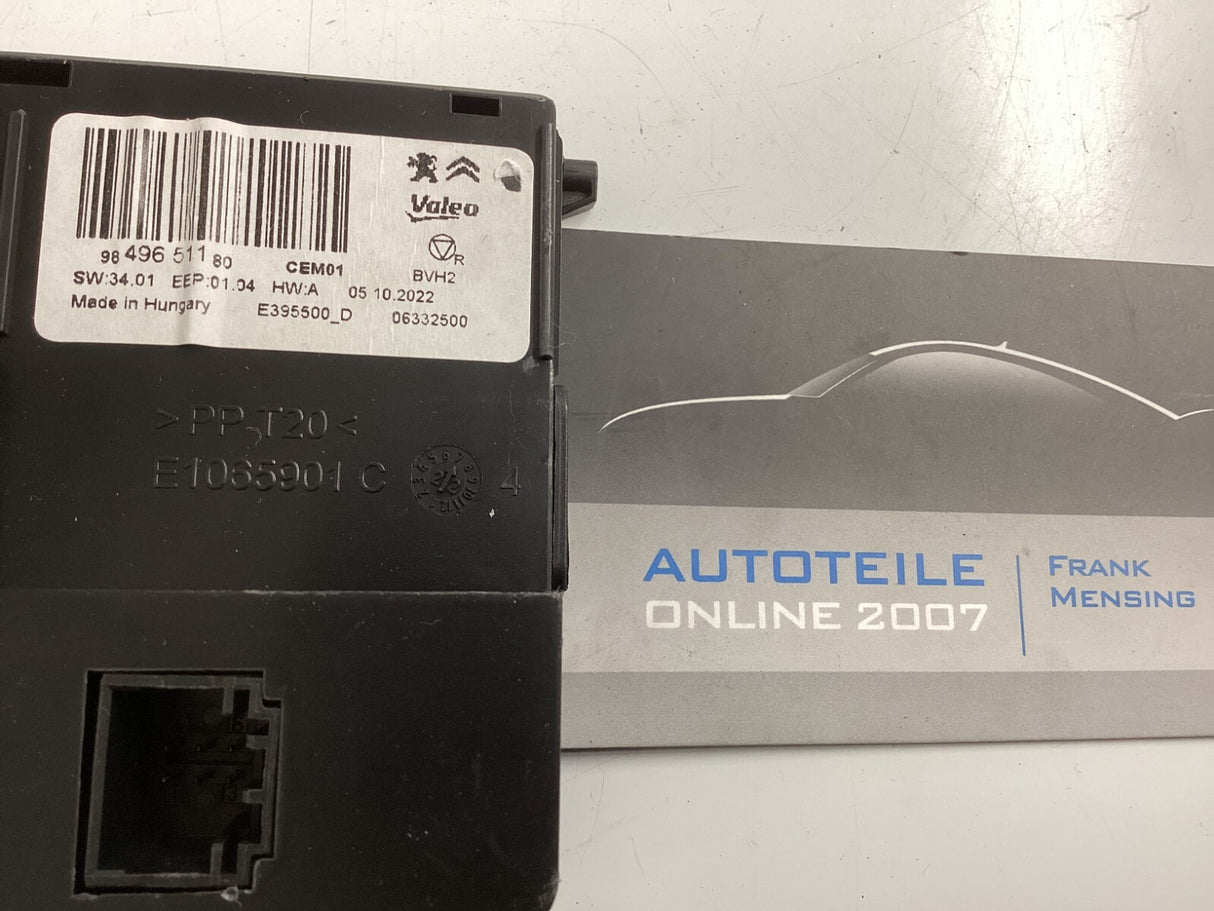 Valeo
98 496 511 80 CEM01
R
BVH2
SW:34.01 EEP:01.04 HW:A 05 10.2022
Made in Hungary E395500_D 06332500
>PP-T20<
E1065901 C 4
AUTOTEILE
ONLINE 2007
FRANK
MENSING